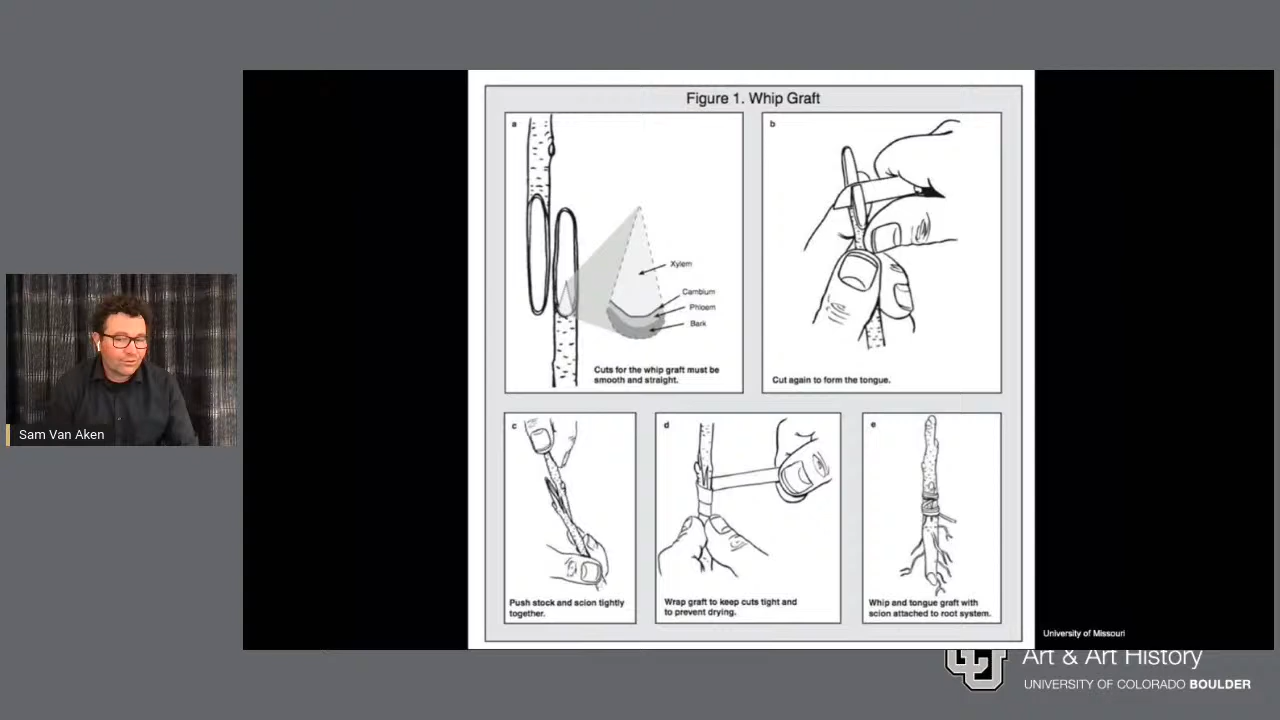 Figure 1. Whip Graft
a
Xylem
Cambium
Phloem
Bark
Cuts for the whip graft must be
smooth and straight.
b
Cut again to form the tongue.
c
Push stock and scion tightly
together.
d
Wrap graft to keep cuts tight and
to prevent drying.
e
Whip and tongue graft with
scion attached to root system.
University of Missouri
Sam Van Aken
CU
Art & Art History
UNIVERSITY OF COLORADO BOULDER